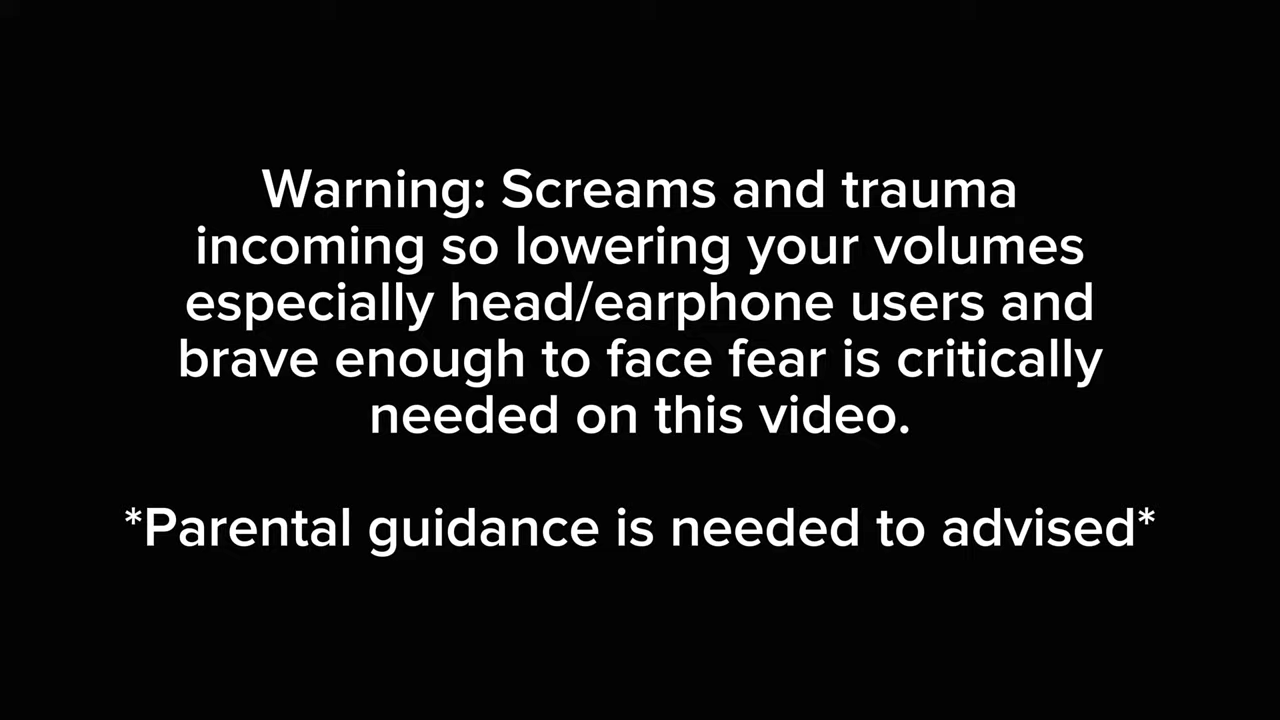 Warning: Screams and trauma
incoming so lowering your volumes
especially head/earphone users and
brave enough to face fear is critically
needed on this video.
*Parental guidance is needed to advised*